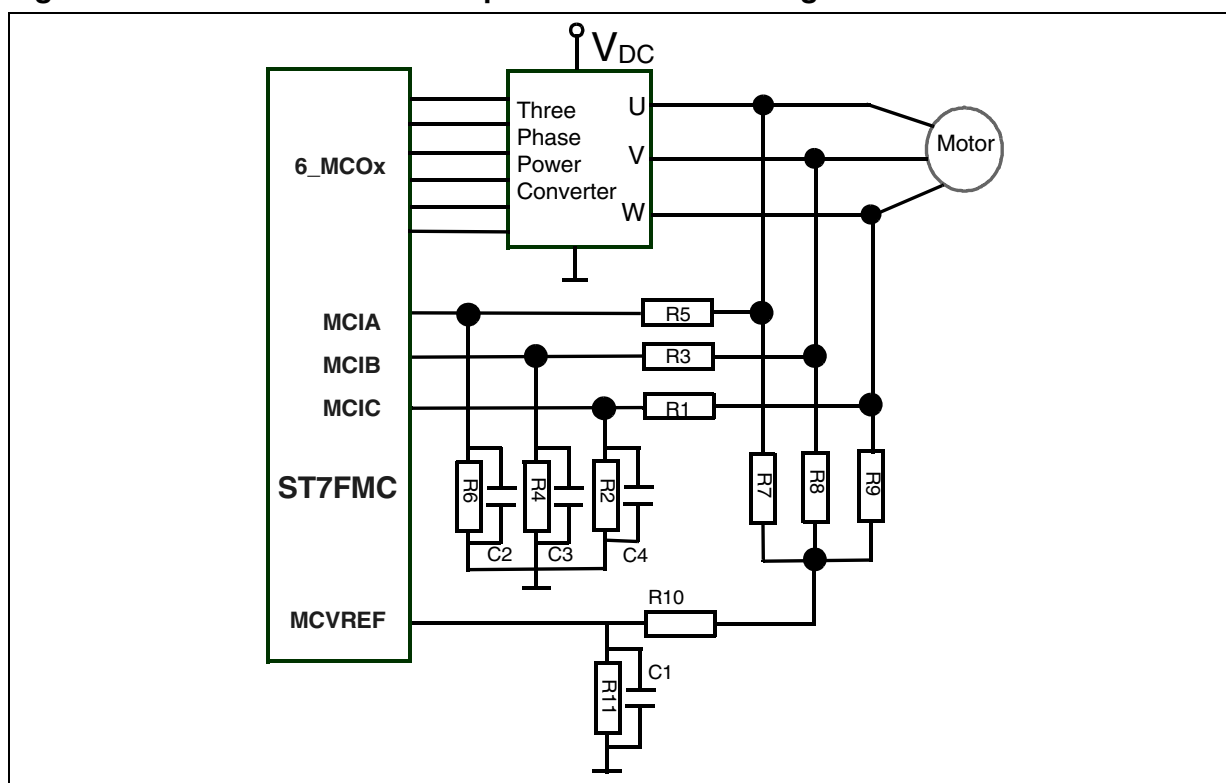 V_DC
Three
Phase
Power
Converter
U
V
W
Motor
6_MCOx
MCIA
MCIB
MCIC
ST7FMC
MCVREF
R5
R3
R1
R6
R4
R2
R7
R8
R9
C2
C3
C4
R10
R11
C1